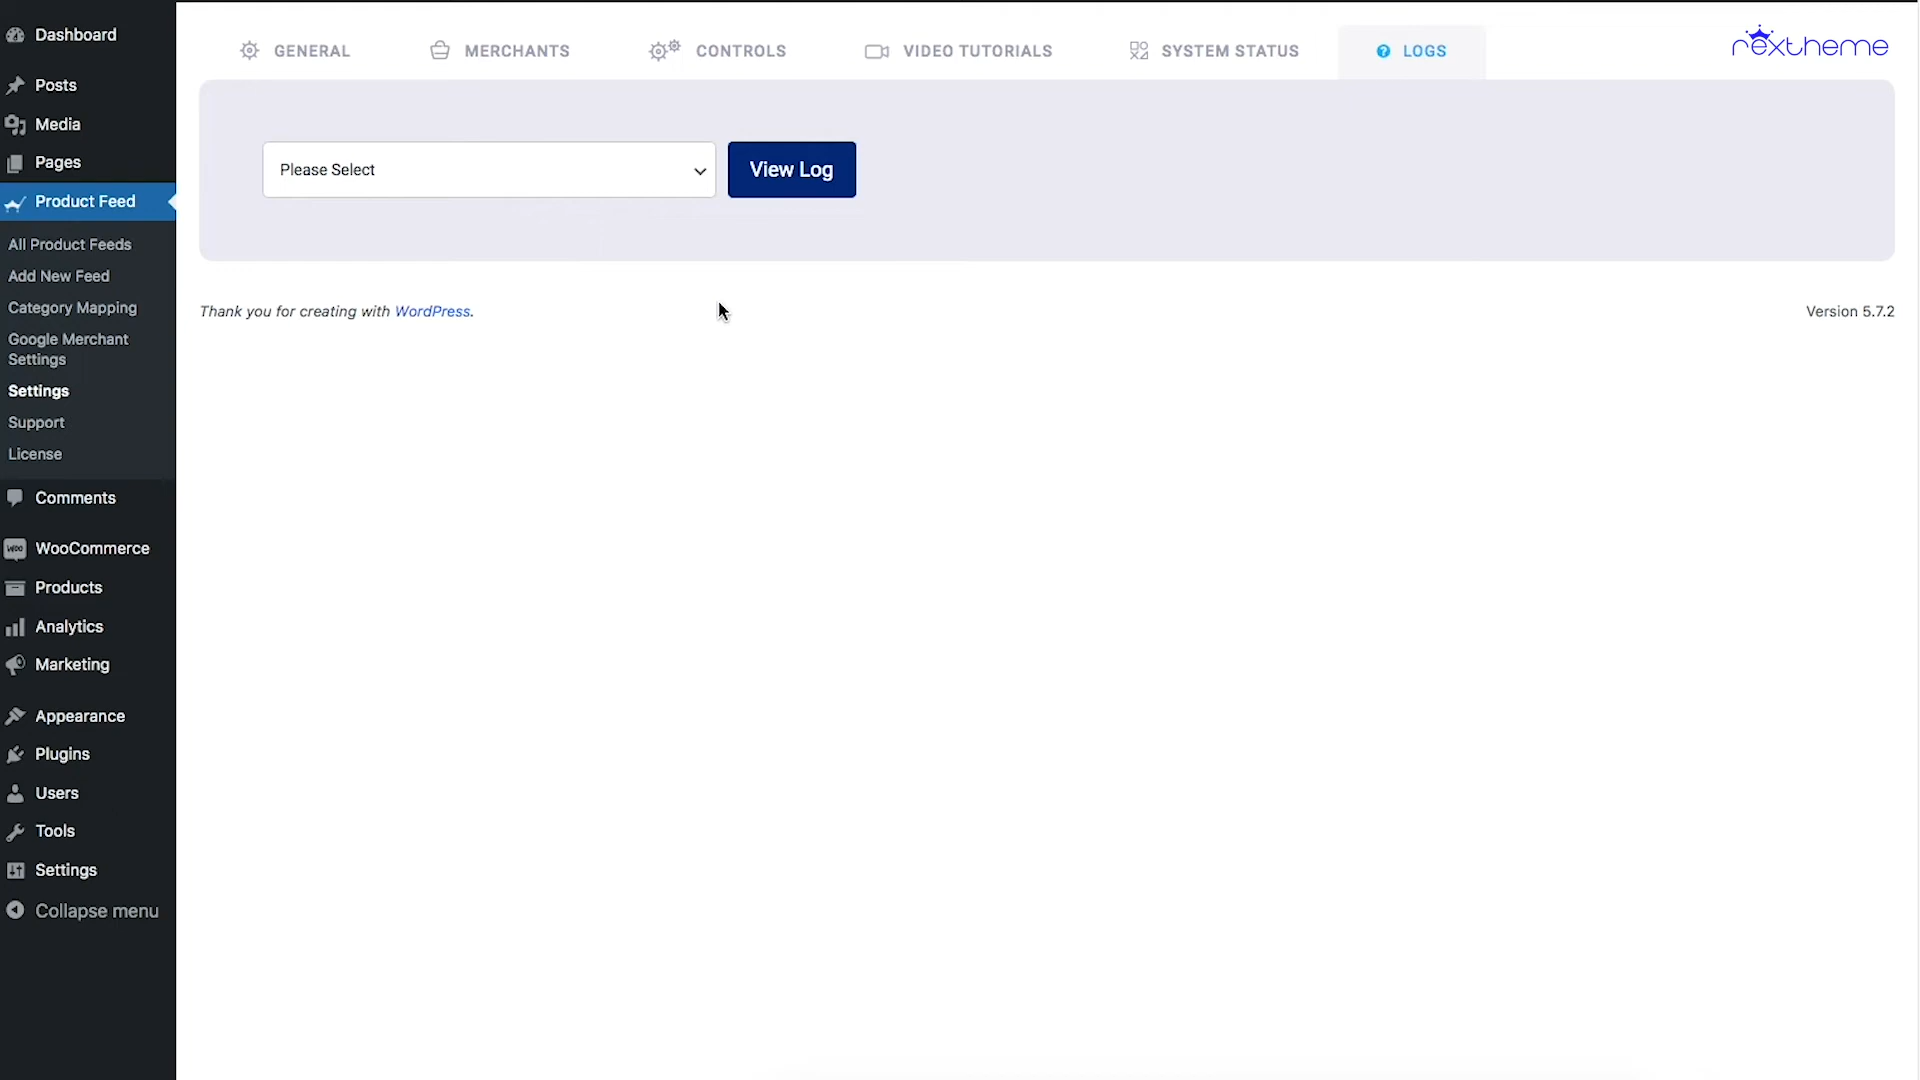 Dashboard
Posts
Media
Pages
Product Feed
All Product Feeds
Add New Feed
Category Mapping
Google Merchant
Settings
Settings
Support
License
Comments
WooCommerce
Products
Analytics
Marketing
Appearance
Plugins
Users
Tools
Settings
Collapse menu
GENERAL
MERCHANTS
CONTROLS
VIDEO TUTORIALS
SYSTEM STATUS
LOGS
rextheme
Please Select
View Log
Thank you for creating with WordPress.
Version 5.7.2